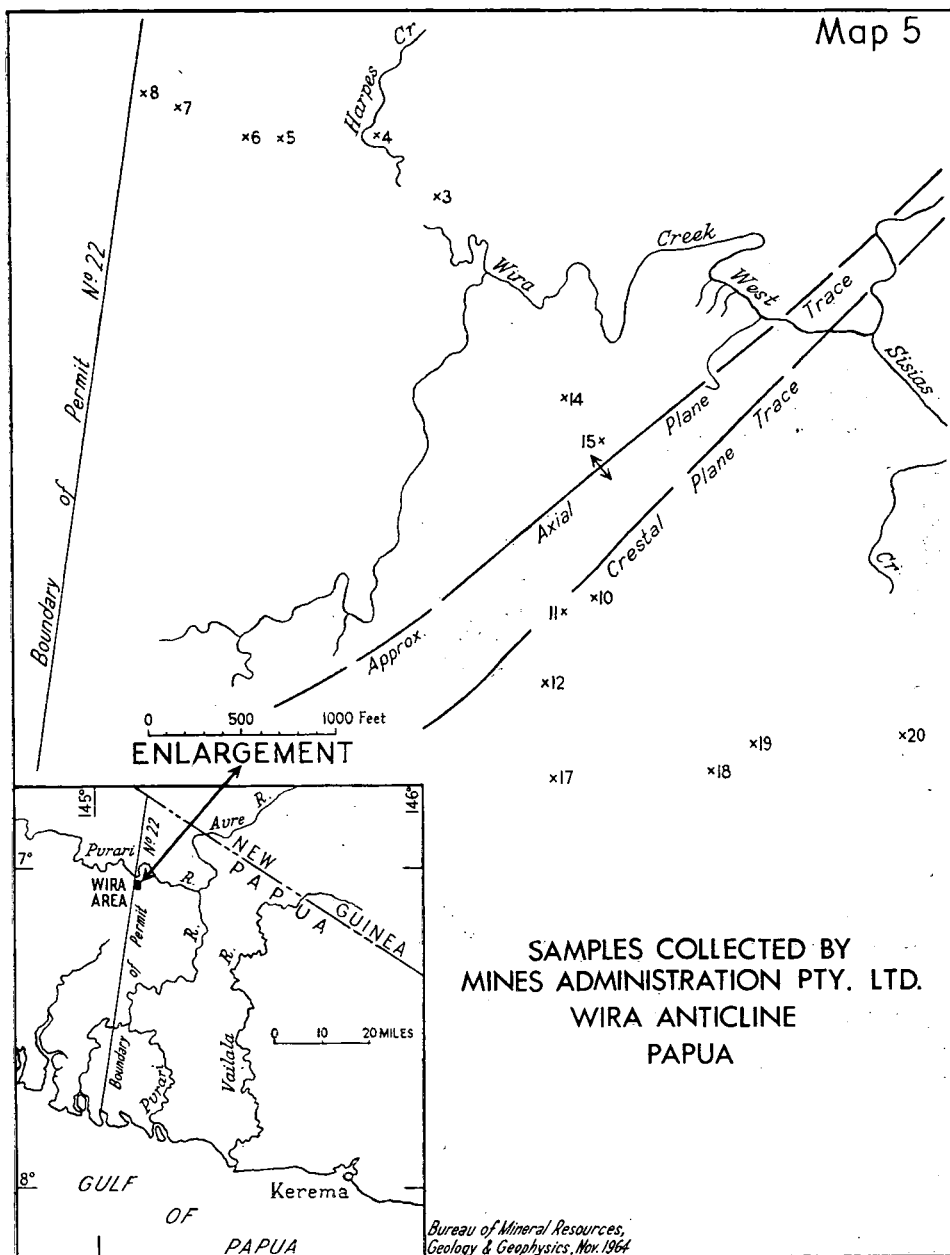 Map 5
Harpes Cr
×8
×7
×6 ×5
×4
×3
Boundary of Permit Nº 22
Wira Creek
West Sisias Cr.
×14
15×
Approx. Axial Plane Trace
Crestal Plane Trace
11× ×10
×12
×17
×18
×19
×20
0 500 1000 Feet
ENLARGEMENT
145°
146°
7°
8°
Purari R.
Aure R.
Nº 22
WIRA
AREA
NEW GUINEA
PAPUA
Boundary of Permit
R.
Purari
Vailala R.
0 10 20 MILES
Kerema
GULF
OF
PAPUA
SAMPLES COLLECTED BY
MINES ADMINISTRATION PTY. LTD.
WIRA ANTICLINE
PAPUA
Bureau of Mineral Resources,
Geology & Geophysics, Nov. 1964